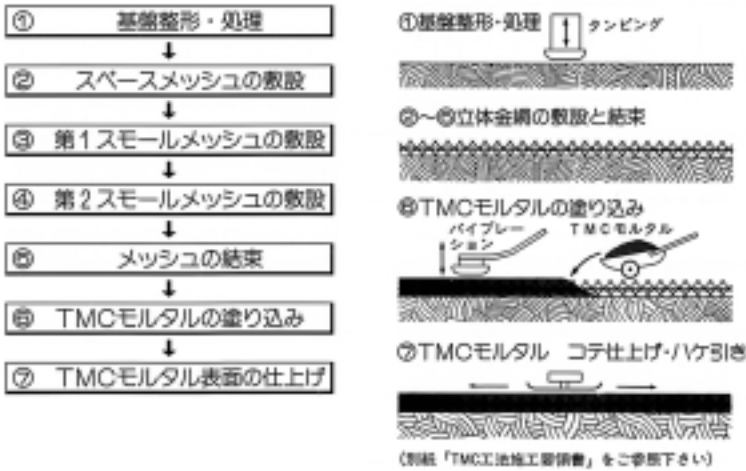 ① 基盤整形・処理
② スペースメッシュの敷設
③ 第1スモールメッシュの敷設
④ 第2スモールメッシュの敷設
⑤ メッシュの結束
⑥ TMCモルタルの塗り込み
⑦ TMCモルタル表面の仕上げ
①基盤整形・処理
タンピング
②～⑤立体金網の敷設と結束
⑥TMCモルタルの塗り込み
バイブレー
ション
TMCモルタル
⑦TMCモルタル コテ仕上げ・ハケ引き
(別紙「TMC工法施工要領書」をご参照下さい)